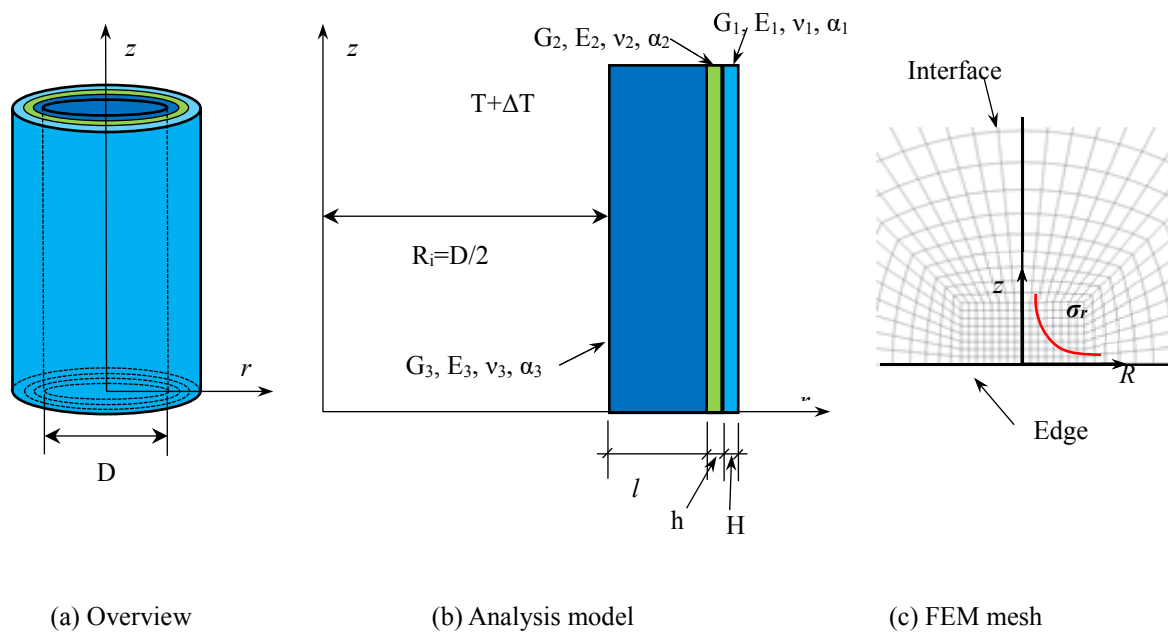 z
r
D
(a) Overview
z
G₂, E₂, ν₂, α₂
G₁, E₁, ν₁, α₁
T+ΔT
Rᵢ=D/2
G₃, E₃, ν₃, α₃
l
h
H
(b) Analysis model
Interface
z
σᵣ
R
Edge
(c) FEM mesh